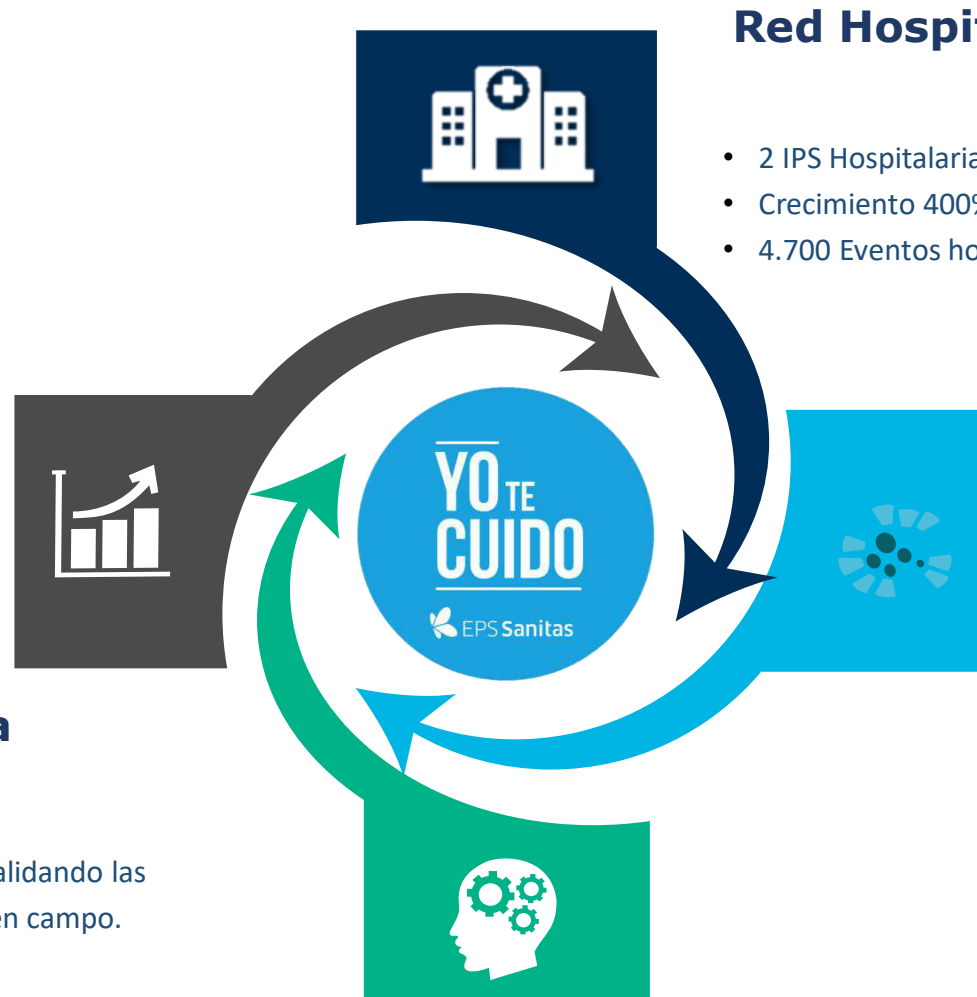 Red Hospit
• 2 IPS Hospitalaria
• Crecimiento 400%
• 4.700 Eventos ho
YO TE
CUIDO
EPS Sanitas
a
alidando las
en campo.